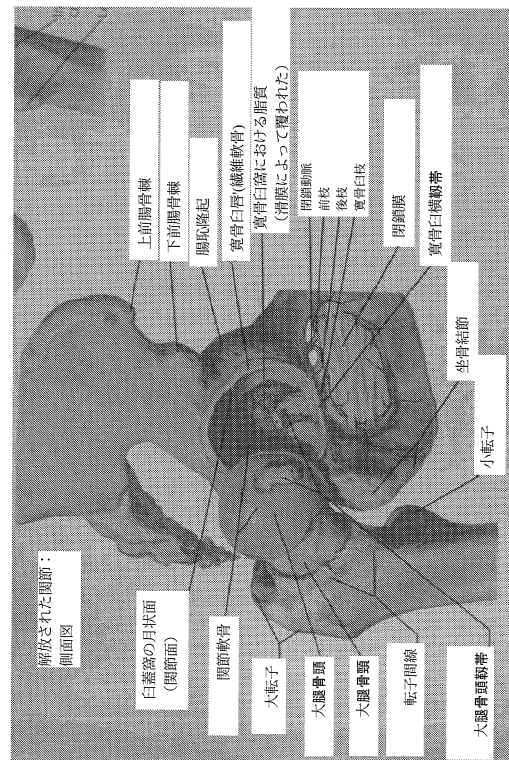 解放された関節：
側面図
上前腸骨棘
下前腸骨棘
腸恥隆起
寛骨臼唇(繊維軟骨)
寛骨臼窩における脂質
(滑膜によって覆われた)
閉鎖動脈
前枝
後枝
寛骨臼枝
閉鎖膜
寛骨臼横靱帯
坐骨結節
小転子
臼蓋窩の月状面
(関節面)
関節軟骨
大転子
大腿骨頭
大腿骨頸
転子間線
大腿骨頭靱帯